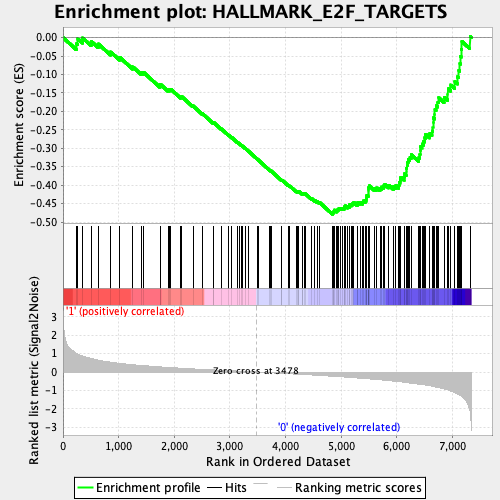 Enrichment plot: HALLMARK_E2F_TARGETS
Enrichment score (ES)
0.00
-0.05
-0.10
-0.15
-0.20
-0.25
-0.30
-0.35
-0.40
-0.45
-0.50
'1' (positively correlated)
Ranked list metric (Signal2Noise)
3
2
1
0
-1
-2
-3
Zero cross at 3478
'0' (negatively correlated)
0 1,000 2,000 3,000 4,000 5,000 6,000 7,000
Rank in Ordered Dataset
Enrichment profile Hits Ranking metric scores